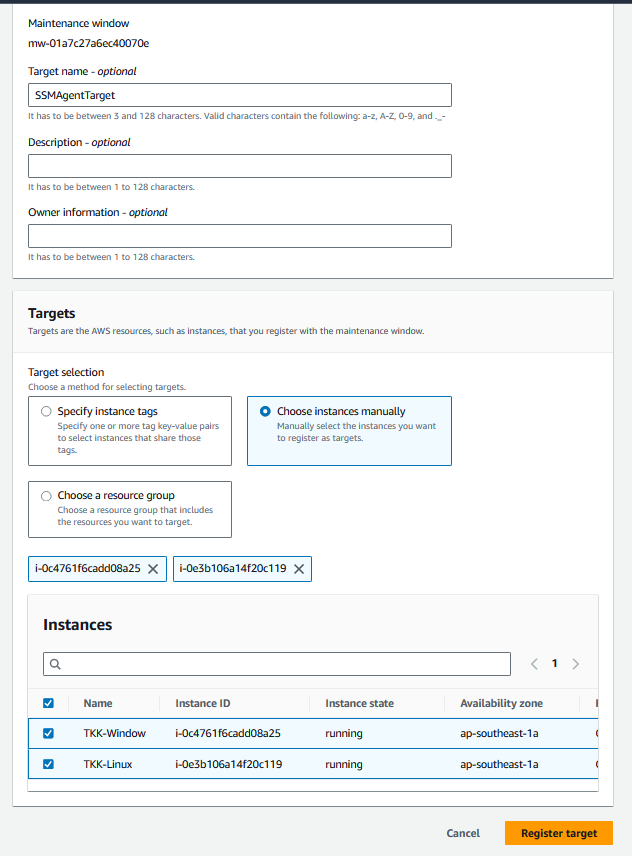 Maintenance window
mw-01a7c27a6ec40070e
Target name - optional
SSMAgentTarget
It has to be between 3 and 128 characters. Valid characters contain the following: a-z, A-Z, 0-9, and ._-
Description - optional
It has to be between 1 to 128 characters.
Owner information - optional
It has to be between 1 to 128 characters.
Targets
Targets are the AWS resources, such as instances, that you register with the maintenance window.
Target selection
Choose a method for selecting targets.
Specify instance tags
Specify one or more tag key-value pairs
to select instances that share those
tags.
Choose instances manually
Manually select the instances you want
to register as targets.
Choose a resource group
Choose a resource group that includes
the resources you want to target.
i-0c4761f6cadd08a25
i-0e3b106a14f20c119
Instances
1
Name Instance ID Instance state Availability zone
TKK-Window i-0c4761f6cadd08a25 running ap-southeast-1a
TKK-Linux i-0e3b106a14f20c119 running ap-southeast-1a
Cancel Register target